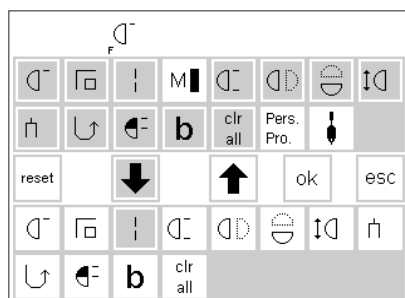 F
M
b clr all Pers. Pro.
reset ok esc
b clr all